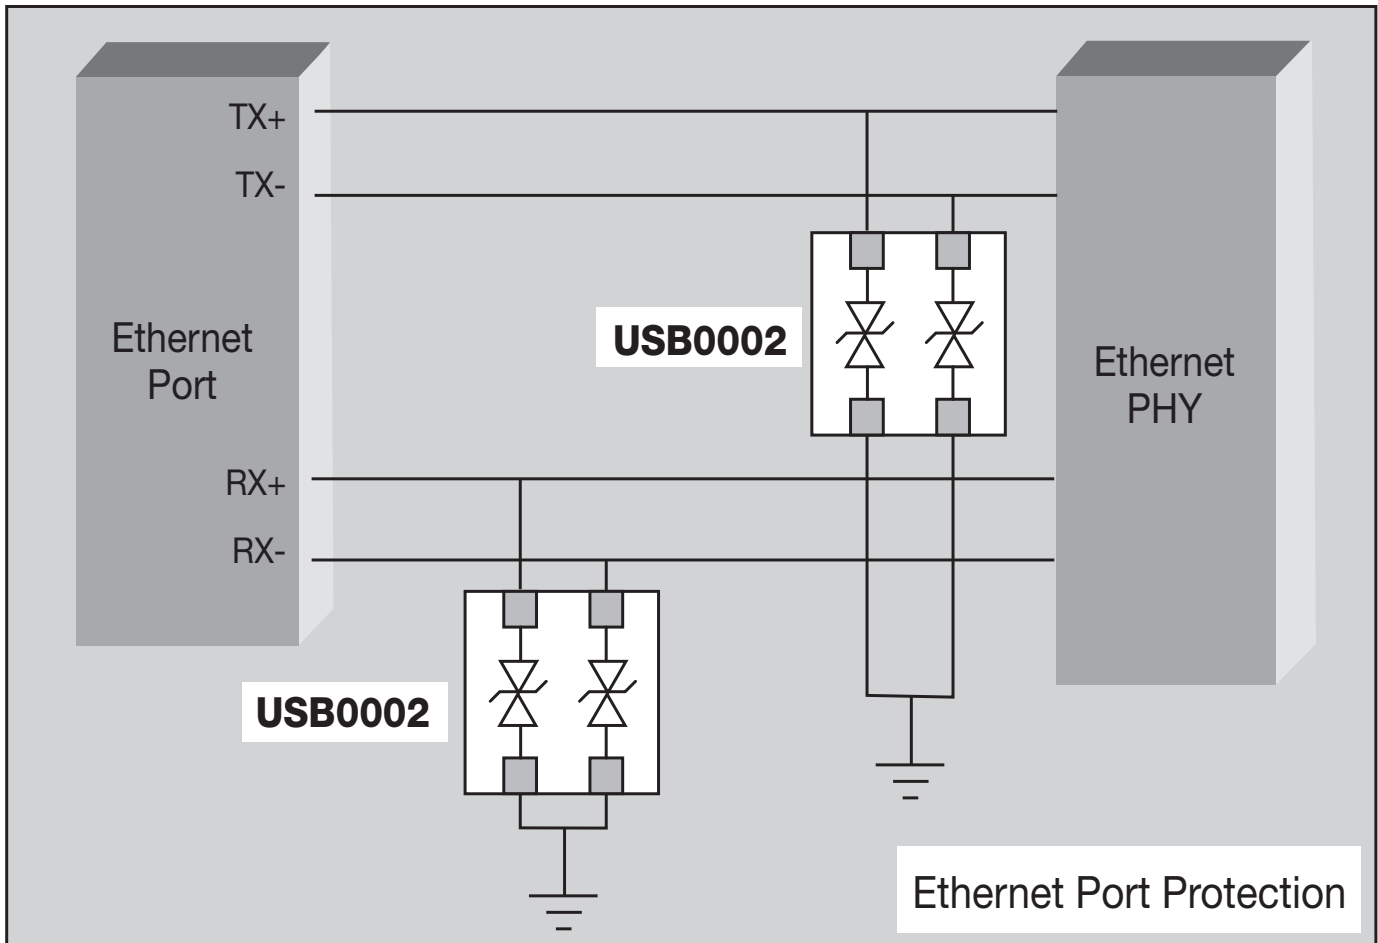 TX+
TX-
Ethernet
Port
USB0002
Ethernet
PHY
RX+
RX-
USB0002
Ethernet Port Protection